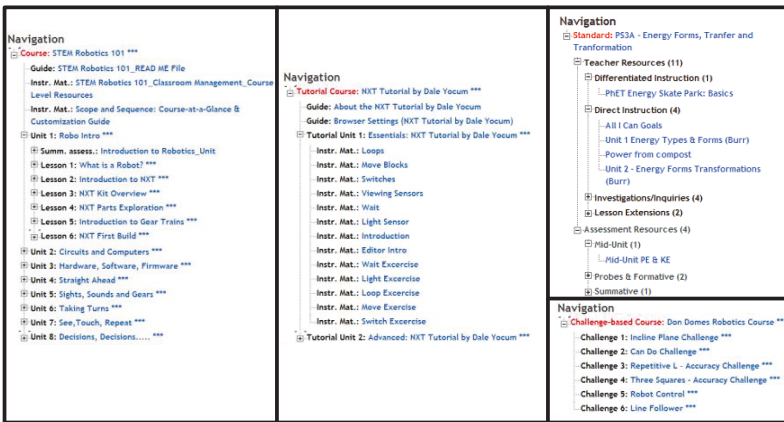 Navigation
Course: STEM Robotics 101 ***
Guide: STEM Robotics 101_READ ME File
Instr. Mat.: STEM Robotics 101_Classroom Management_Course
Level Resources
Instr. Mat.: Scope and Sequence: Course-at-a-Glance &
Customization Guide
Unit 1: Robo Intro ***
Summ. assess.: Introduction to Robotics_Unit
Lesson 1: What is a Robot? ***
Lesson 2: Introduction to NXT ***
Lesson 3: NXT Kit Overview ***
Lesson 4: NXT Parts Exploration ***
Lesson 5: Introduction to Gear Trains ***
Lesson 6: NXT First Build ***
Unit 2: Circuits and Computers ***
Unit 3: Hardware, Software, Firmware ***
Unit 4: Straight Ahead ***
Unit 5: Sights, Sounds and Gears ***
Unit 6: Taking Turns ***
Unit 7: See,Touch, Repeat ***
Unit 8: Decisions, Decisions..... ***
Navigation
Tutorial Course: NXT Tutorial by Dale Yocum ***
Guide: About the NXT Tutorial by Dale Yocum
Guide: Browser Settings (NXT Tutorial by Dale Yocum)
Tutorial Unit 1: Essentials: NXT Tutorial by Dale Yocum ***
Instr. Mat.: Loops
Instr. Mat.: Move Blocks
Instr. Mat.: Switches
Instr. Mat.: Viewing Sensors
Instr. Mat.: Wait
Instr. Mat.: Light Sensor
Instr. Mat.: Introduction
Instr. Mat.: Editor Intro
Instr. Mat.: Wait Excercise
Instr. Mat.: Light Excercise
Instr. Mat.: Loop Excercise
Instr. Mat.: Move Exercise
Instr. Mat.: Switch Excercise
Tutorial Unit 2: Advanced: NXT Tutorial by Dale Yocum ***
Navigation
Standard: PS3A - Energy Forms, Tranfer and
Tranformation
Teacher Resources (11)
Differentiated Instruction (1)
PhET Energy Skate Park: Basics
Direct Instruction (4)
All I Can Goals
Unit 1 Energy Types & Forms (Burr)
Power from compost
Unit 2 - Energy Forms Transformations
(Burr)
Investigations/Inquiries (4)
Lesson Extensions (2)
Assessment Resources (4)
Mid-Unit (1)
Mid-Unit PE & KE
Probes & Formative (2)
Summative (1)
Navigation
Challenge-based Course: Don Domes Robotics Course **
Challenge 1: Incline Plane Challenge ***
Challenge 2: Can Do Challenge ***
Challenge 3: Repetitive L - Accuracy Challenge ***
Challenge 4: Three Squares - Accuracy Challenge ***
Challenge 5: Robot Control ***
Challenge 6: Line Follower ***